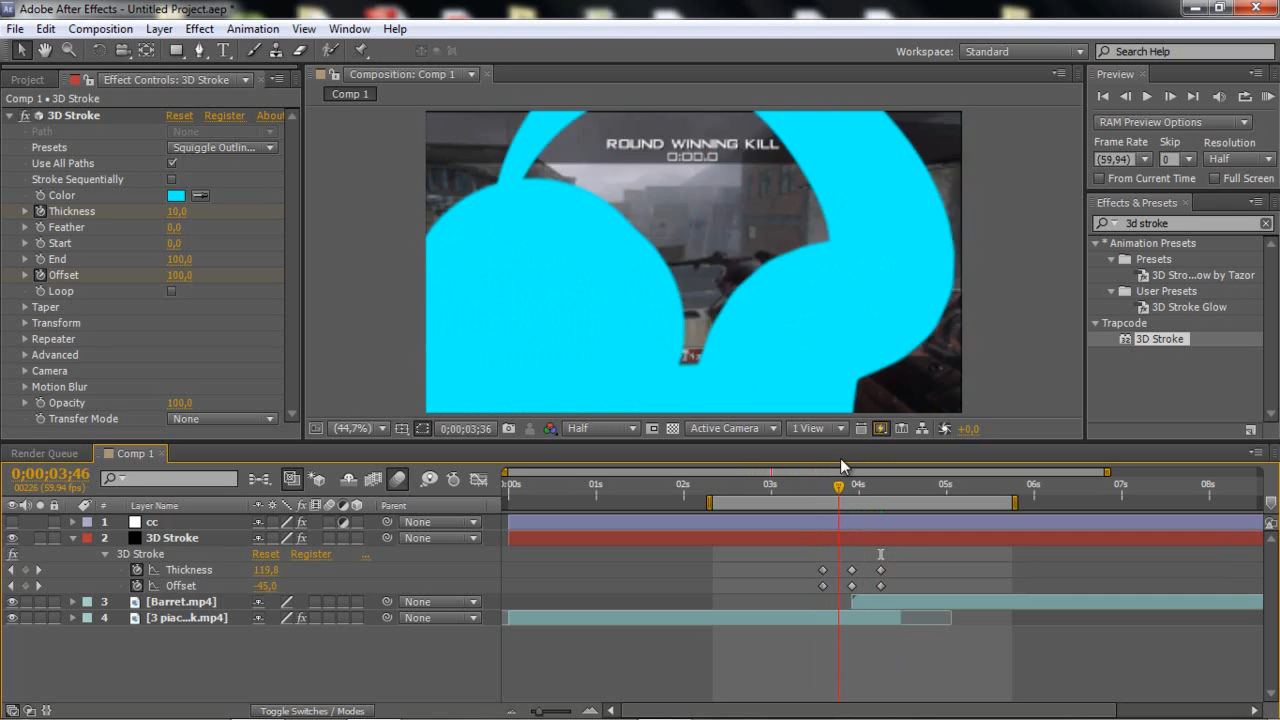 Adobe After Effects - Untitled Project.aep *
File Edit Composition Layer Effect Animation View Window Help
Workspace: Standard Search Help
Project Effect Controls: 3D Stroke
Comp 1 • 3D Stroke
fx 3D Stroke Reset Register About
Path None
Presets Squiggle Outlin...
Use All Paths
Stroke Sequentially
Color
Thickness 10,0
Feather 0,0
Start 0,0
End 100,0
Offset 100,0
Loop
Taper
Transform
Repeater
Advanced
Camera
Motion Blur
Opacity 100,0
Transfer Mode None
Composition: Comp 1
Comp 1
ROUND WINNING KILL
0:00.0
(44,7%) 0;00;03;36 Half Active Camera 1 View +0,0
Preview
RAM Preview Options
Frame Rate Skip Resolution
(59,94) 0 Half
From Current Time Full Screen
Effects & Presets
3d stroke
* Animation Presets
Presets
3D Stro...ow by Tazor
User Presets
3D Stroke Glow
Trapcode
3D Stroke
Render Queue Comp 1
0;00;03;46
00226 (59.94 fps)
# Layer Name Parent
:00s 01s 02s 03s 04s 05s 06s 07s 08s
1 cc None
2 3D Stroke None
fx 3D Stroke Reset Register ...
Thickness 119,8
Offset -45,0
3 [Barret.mp4] None
4 [3 piac...k.mp4] None
Toggle Switches / Modes